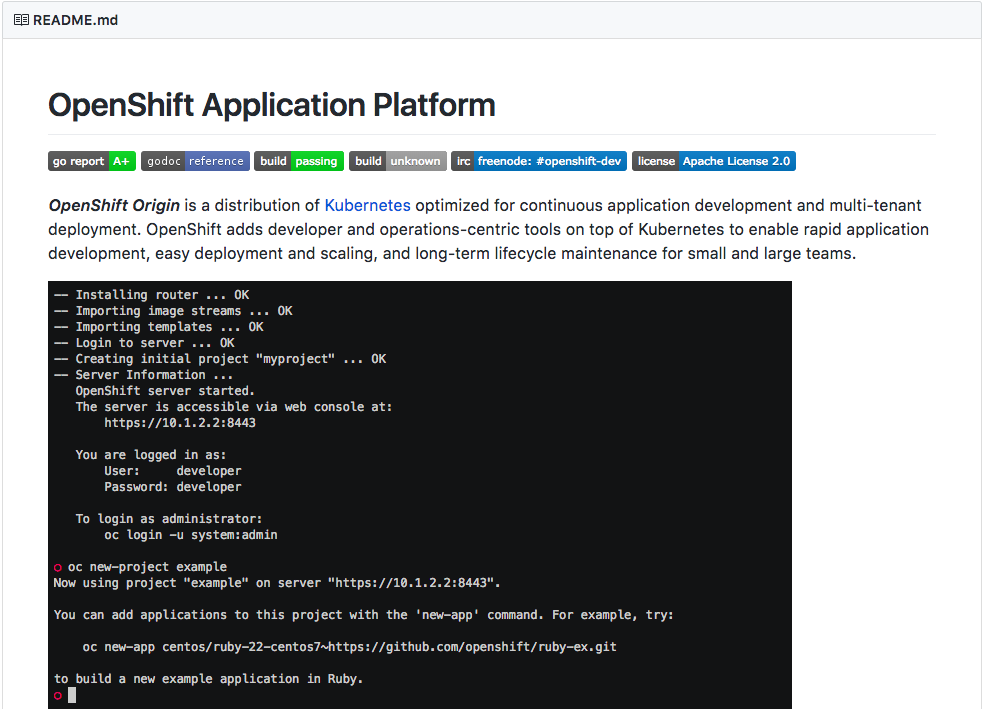 README.md
OpenShift Application Platform
go report A+ godoc reference build passing build unknown irc freenode: #openshift-dev license Apache License 2.0
OpenShift Origin is a distribution of Kubernetes optimized for continuous application development and multi-tenant
deployment. OpenShift adds developer and operations-centric tools on top of Kubernetes to enable rapid application
development, easy deployment and scaling, and long-term lifecycle maintenance for small and large teams.
-- Installing router ... OK
-- Importing image streams ... OK
-- Importing templates ... OK
-- Login to server ... OK
-- Creating initial project "myproject" ... OK
-- Server Information ...
OpenShift server started.
The server is accessible via web console at:
https://10.1.2.2:8443
You are logged in as:
User: developer
Password: developer
To login as administrator:
oc login -u system:admin
oc new-project example
Now using project "example" on server "https://10.1.2.2:8443".
You can add applications to this project with the 'new-app' command. For example, try:
oc new-app centos/ruby-22-centos7~https://github.com/openshift/ruby-ex.git
to build a new example application in Ruby.